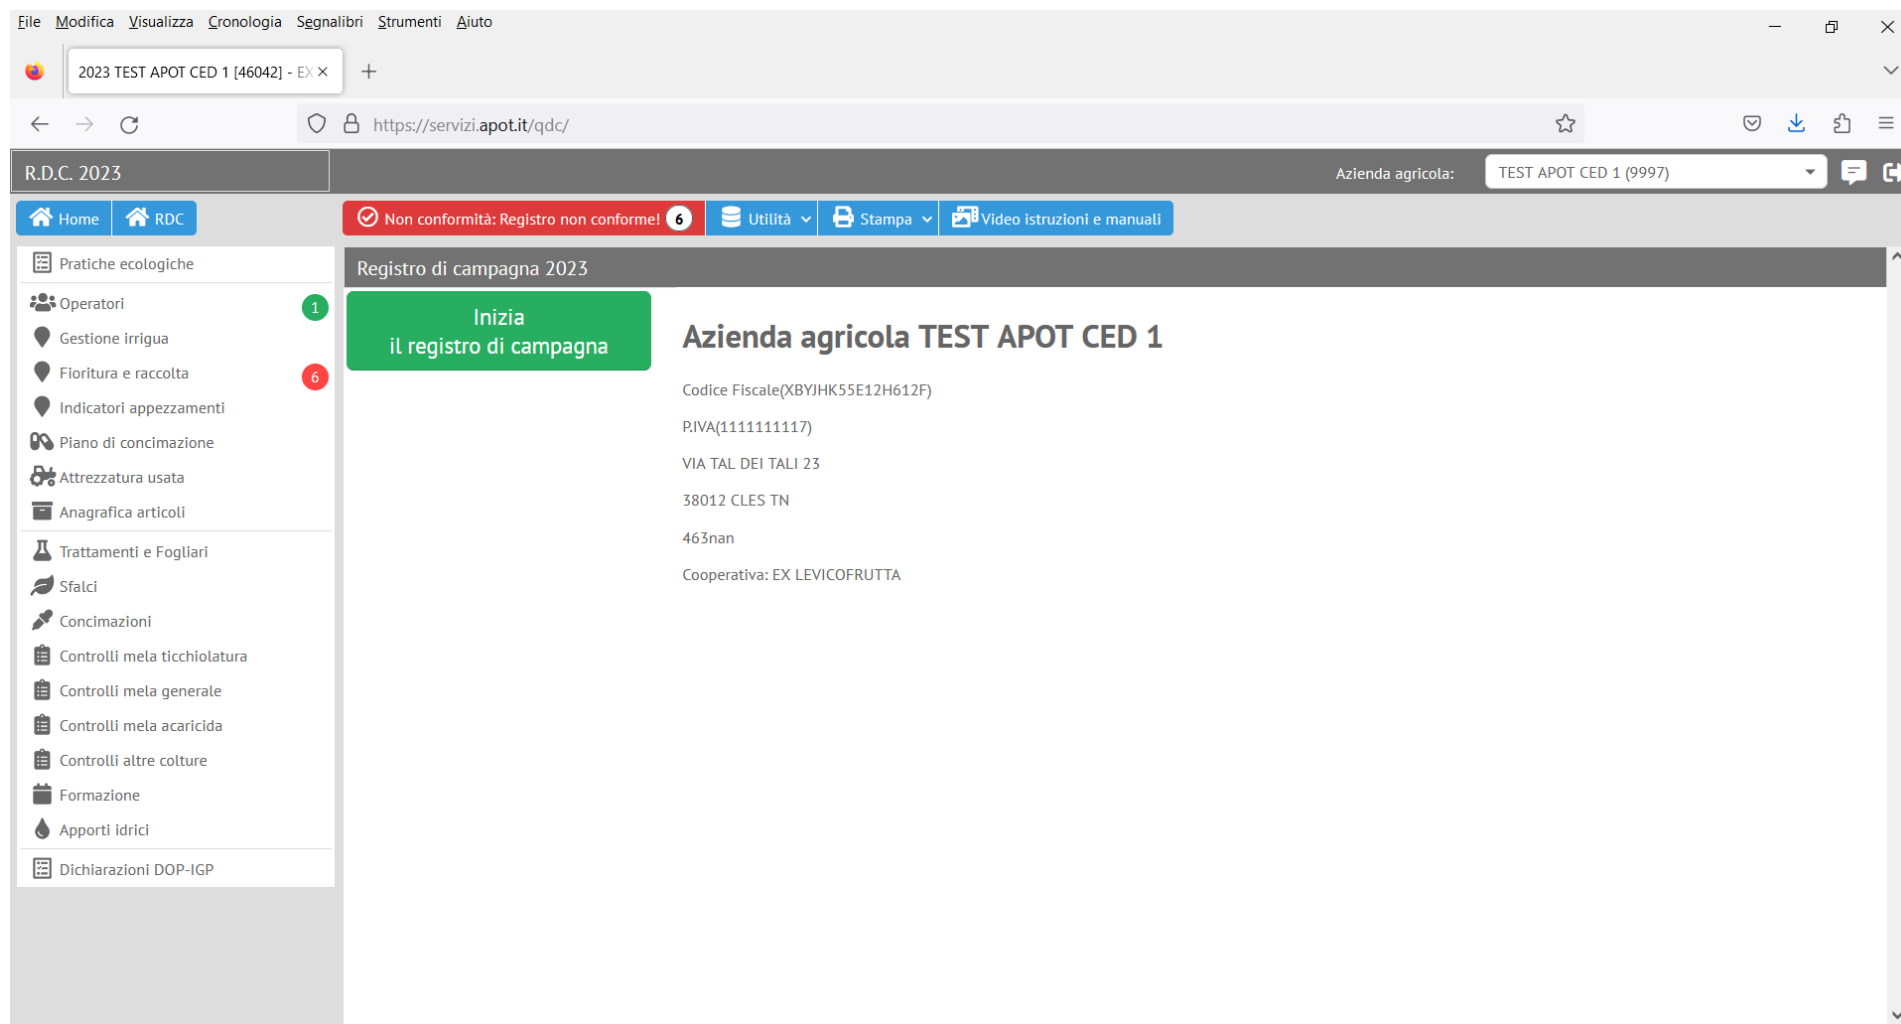 File Modifica Visualizza Cronologia Segnalibri Strumenti Aiuto
2023 TEST APOT CED 1 [46042] - EX
https://servizi.apot.it/qdc/
R.D.C. 2023
Azienda agricola:
TEST APOT CED 1 (9997)
Home
RDC
Non conformità: Registro non conforme! 6
Utilità
Stampa
Video istruzioni e manuali
Pratiche ecologiche
Operatori 1
Gestione irrigua
Fioritura e raccolta 6
Indicatori appezzamenti
Piano di concimazione
Attrezzatura usata
Anagrafica articoli
Trattamenti e Fogliari
Sfalci
Concimazioni
Controlli mela ticchiolatura
Controlli mela generale
Controlli mela acaricida
Controlli altre colture
Formazione
Apporti idrici
Dichiarazioni DOP-IGP
Registro di campagna 2023
Inizia
il registro di campagna
Azienda agricola TEST APOT CED 1
Codice Fiscale(XBYJHK55E12H612F)
P.IVA(1111111117)
VIA TAL DEI TALI 23
38012 CLES TN
463nan
Cooperativa: EX LEVICOFRUTTA